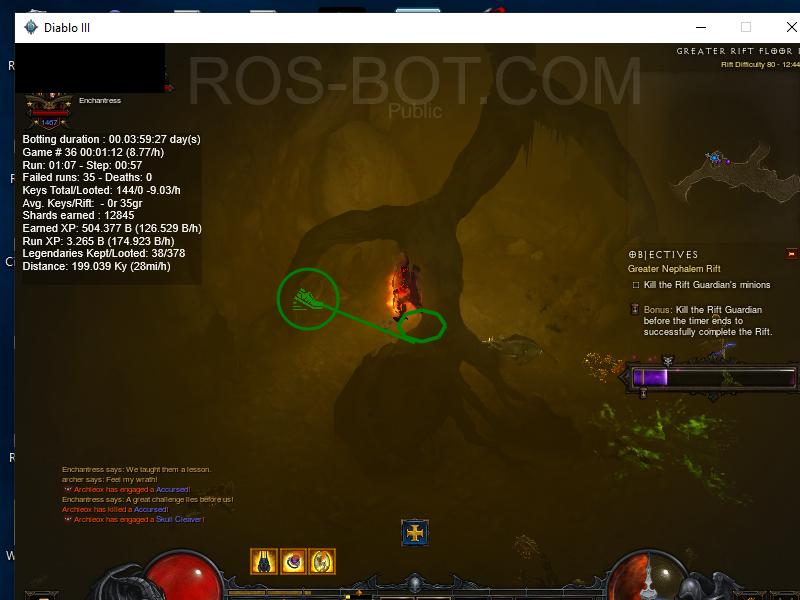 Diablo III
GREATER RIFT FLOOR
Rift Difficulty 80 - 12:44
ROS-BOT.COM
Public
Enchantress
1467
Botting duration : 00.03:59:27 day(s)
Game # 36 00:01:12 (8.77/h)
Run: 01:07 - Step: 00:57
Failed runs: 35 - Deaths: 0
Keys Total/Looted: 144/0 -9.03/h
Avg. Keys/Rift:  - 0r 35gr
Shards earned : 12845
Earned XP: 504.377 B (126.529 B/h)
Run XP: 3.265 B (174.923 B/h)
Legendaries Kept/Looted: 38/378
Distance: 199.039 Ky (28mi/h)
OBJECTIVES
Greater Nephalem Rift
Kill the Rift Guardian's minions
Bonus: Kill the Rift Guardian
before the timer ends to
successfully complete the Rift.
Enchantress says: We taught them a lesson.
archer says: Feel my wrath!
Archleox has engaged a Accursed!
Enchantress says: A great challenge lies before us!
Archleox has killed a Accursed!
Archleox has engaged a Skull Cleaver!